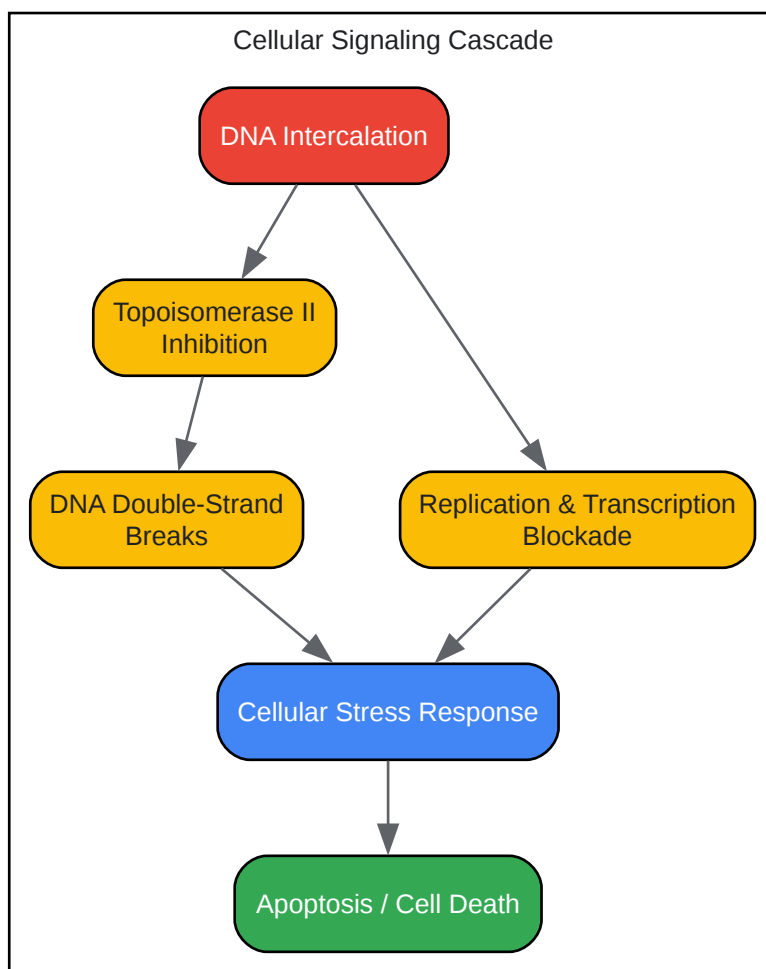 Cellular Signaling Cascade
DNA Intercalation
Topoisomerase II
Inhibition
DNA Double-Strand
Breaks
Replication & Transcription
Blockade
Cellular Stress Response
Apoptosis / Cell Death